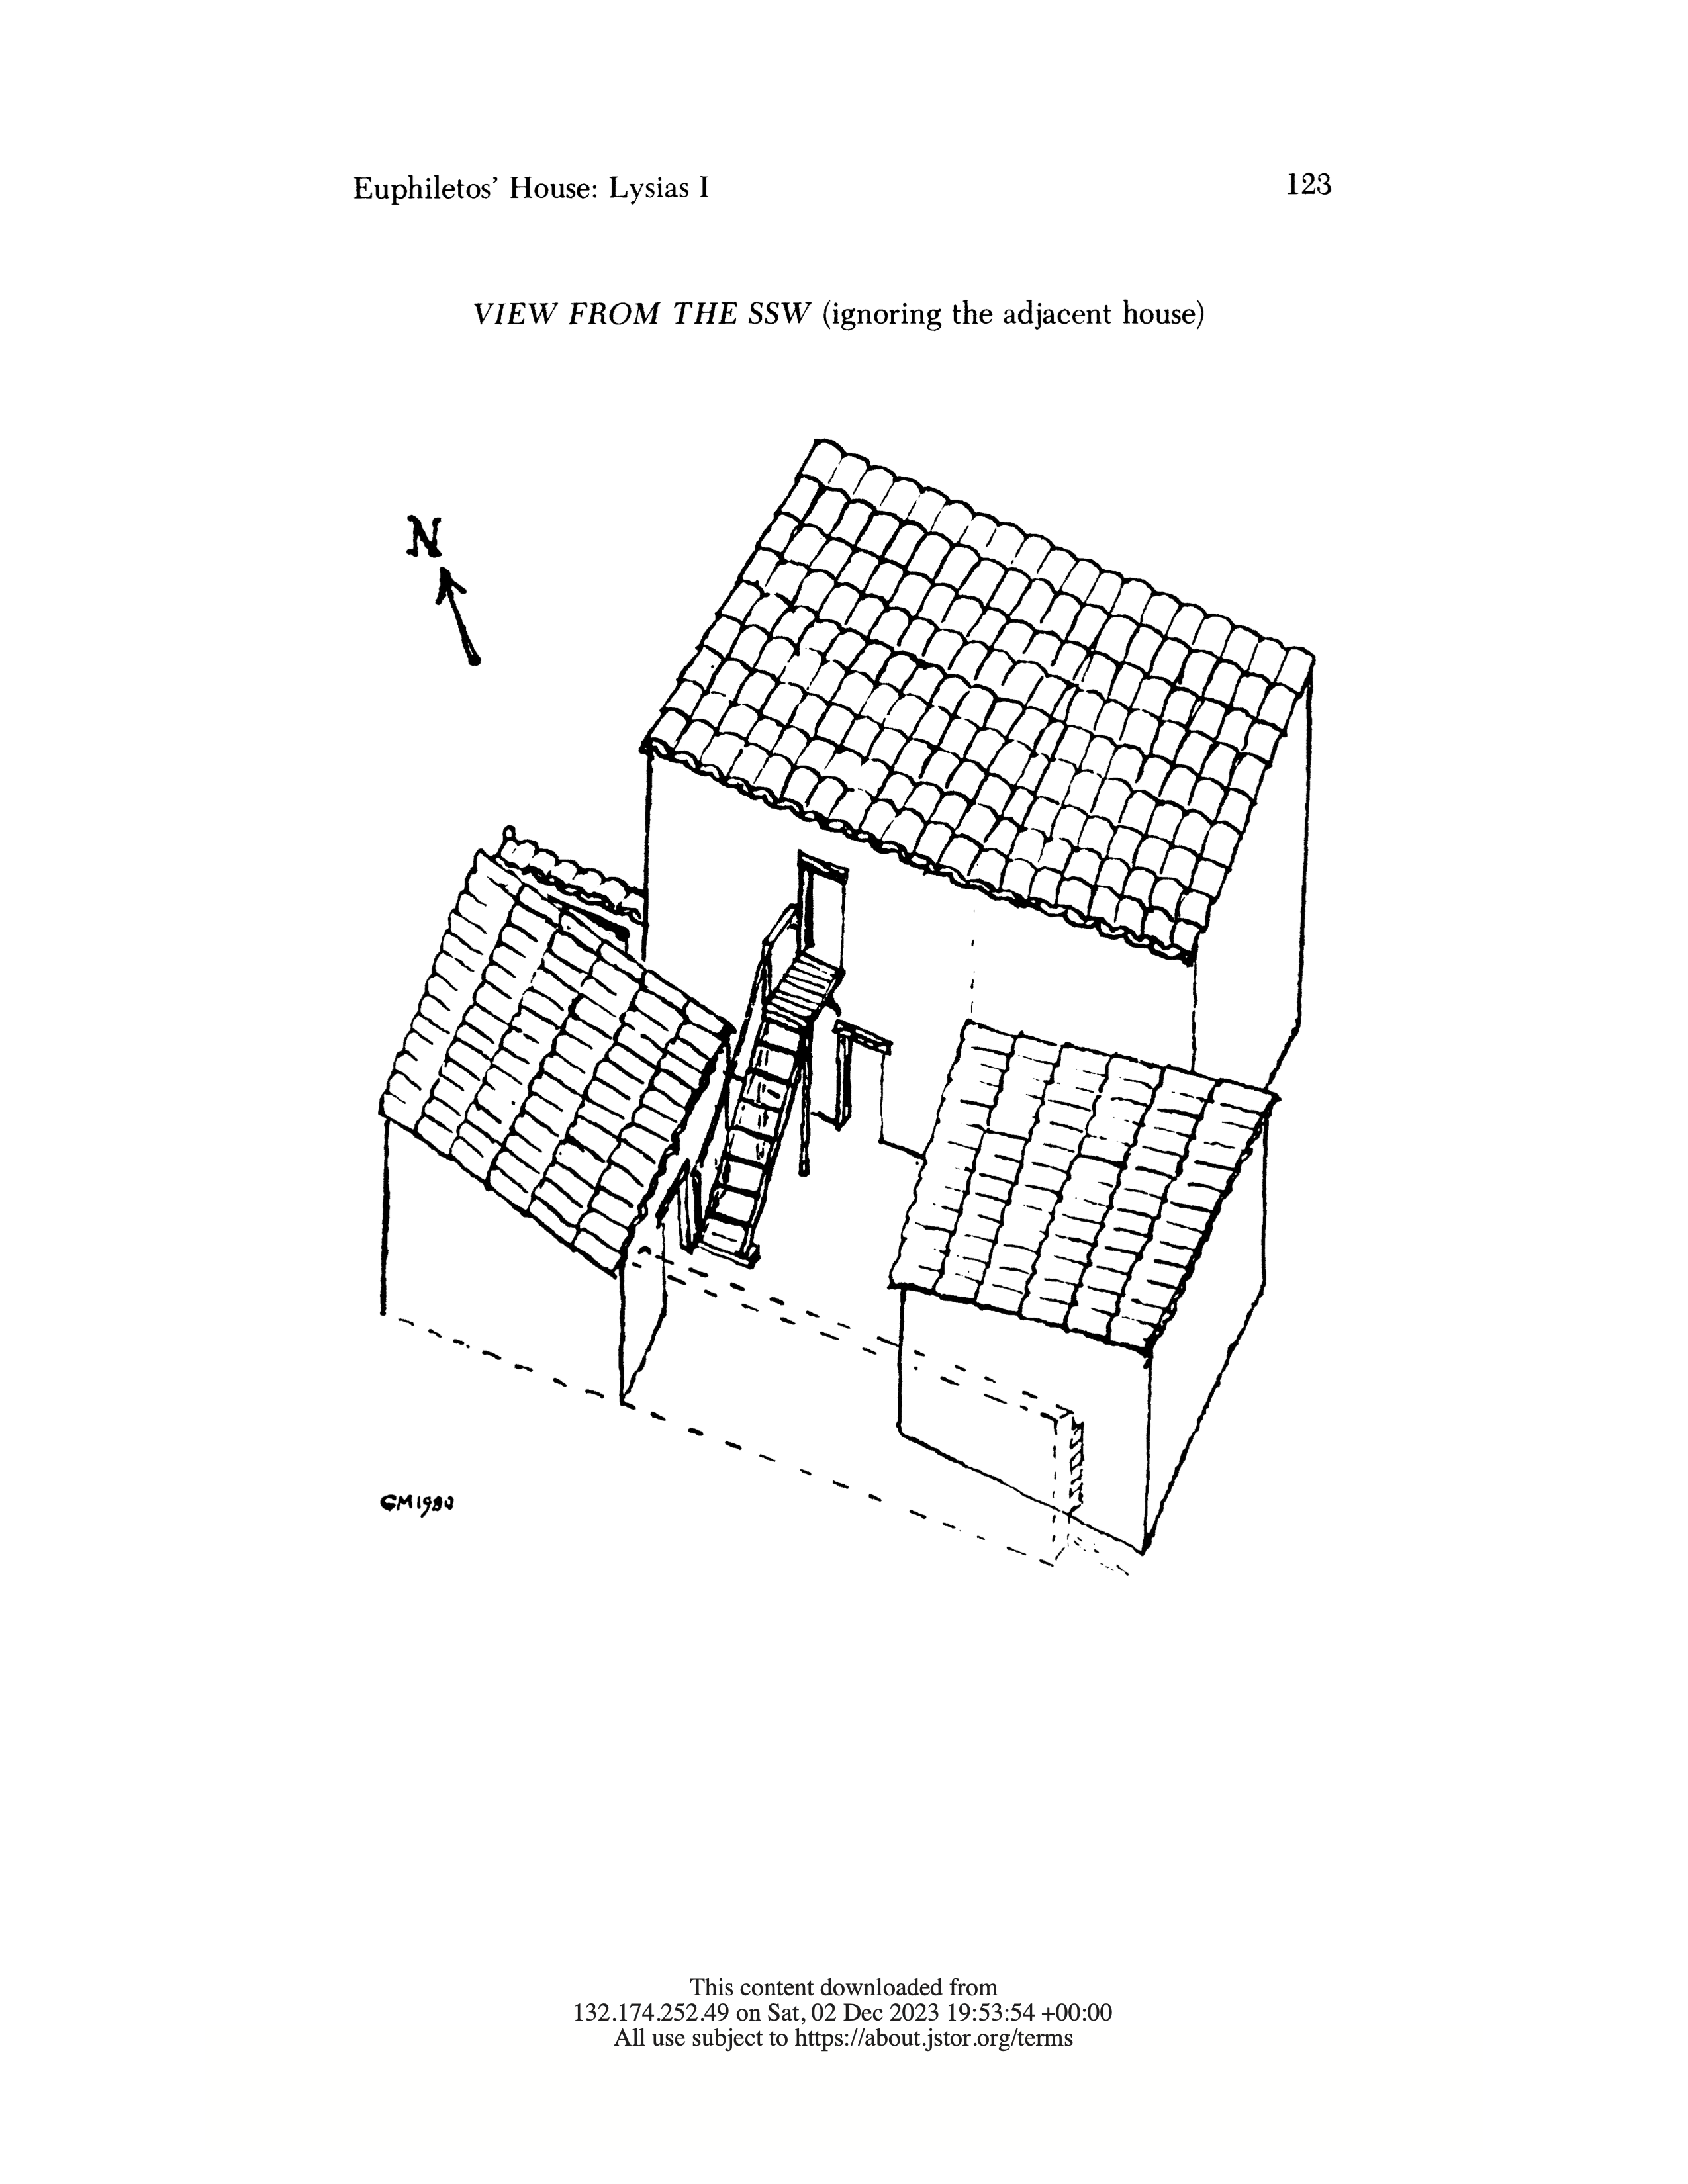 Euphiletos’ House: Lysias I 123
VIEW FROM THE SSW (ignoring the adjacent house)
N
This content downloaded from
132.174.252.49 on Sat, 02 Dec 2023 19:53:54 +00:00
All use subject to https://about.jstor.org/terms